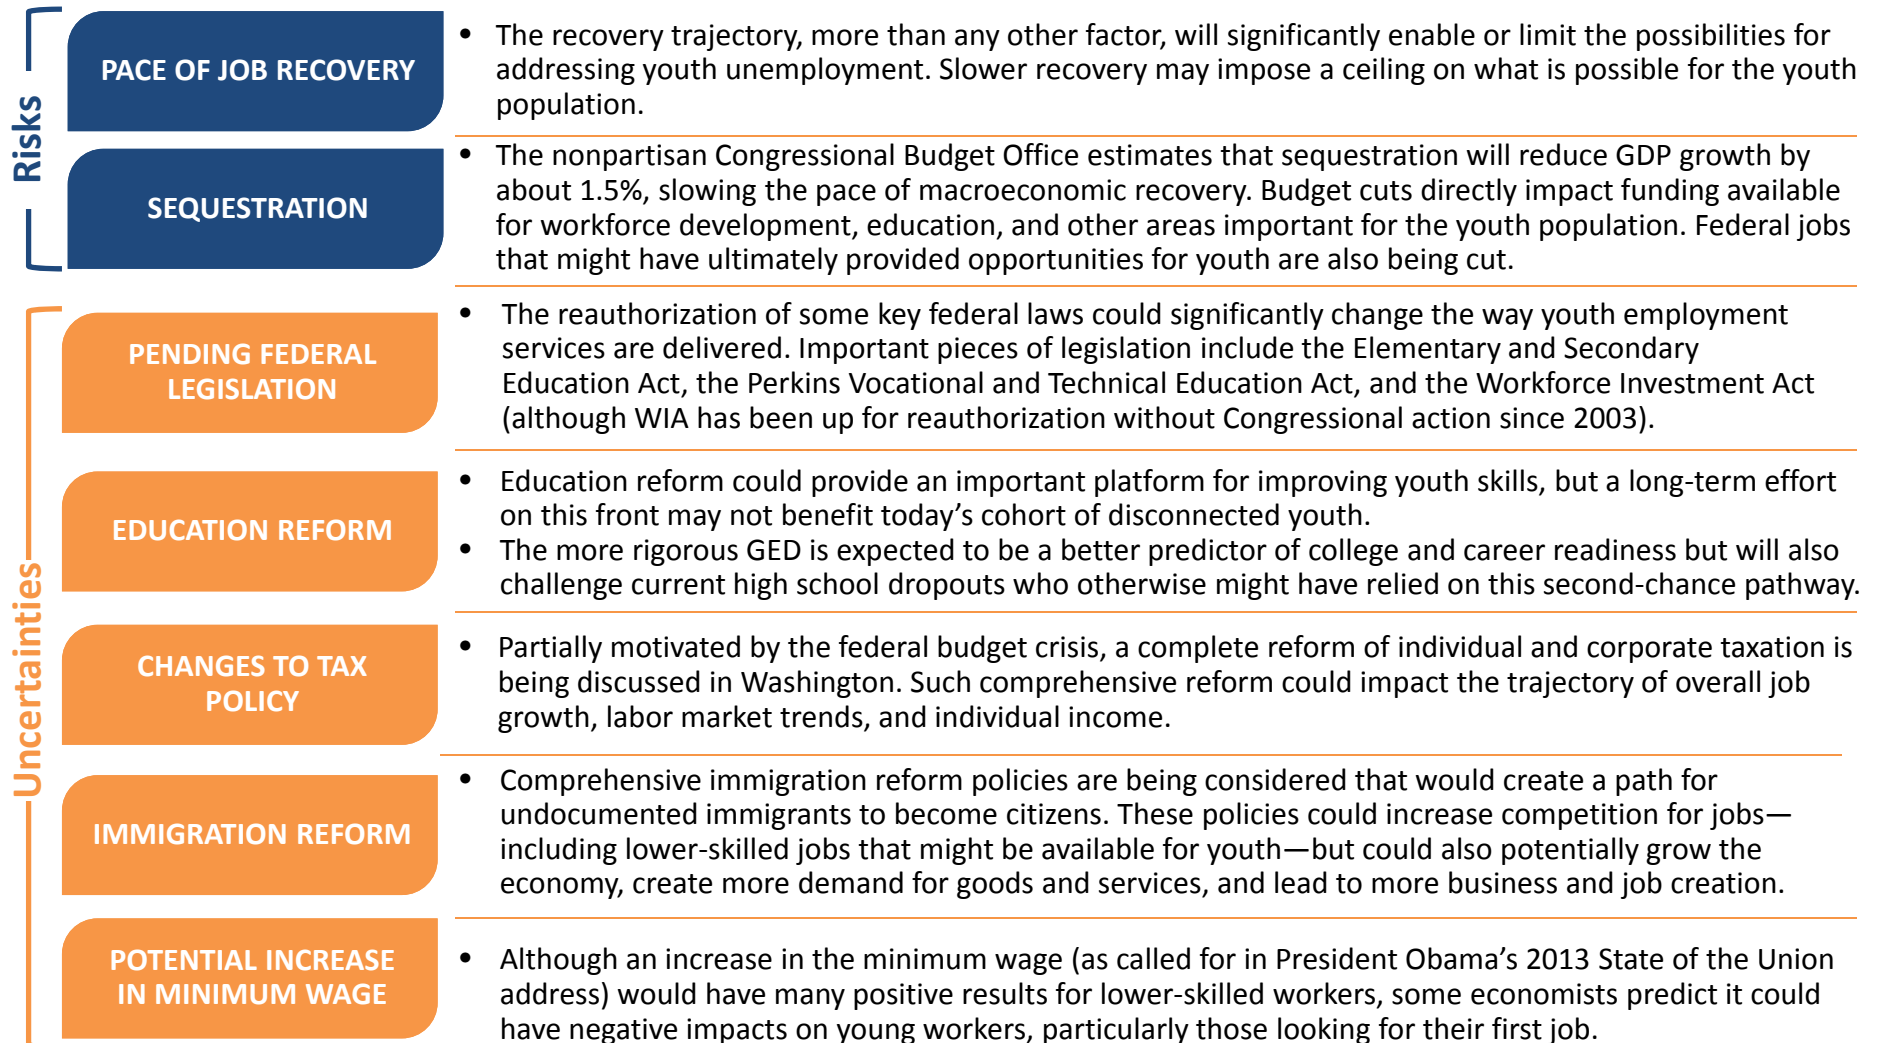 Risks
PACE OF JOB RECOVERY
• The recovery trajectory, more than any other factor, will significantly enable or limit the possibilities for
addressing youth unemployment. Slower recovery may impose a ceiling on what is possible for the youth
population.
SEQUESTRATION
• The nonpartisan Congressional Budget Office estimates that sequestration will reduce GDP growth by
about 1.5%, slowing the pace of macroeconomic recovery. Budget cuts directly impact funding available
for workforce development, education, and other areas important for the youth population. Federal jobs
that might have ultimately provided opportunities for youth are also being cut.
Uncertainties
PENDING FEDERAL
LEGISLATION
• The reauthorization of some key federal laws could significantly change the way youth employment
services are delivered. Important pieces of legislation include the Elementary and Secondary
Education Act, the Perkins Vocational and Technical Education Act, and the Workforce Investment Act
(although WIA has been up for reauthorization without Congressional action since 2003).
EDUCATION REFORM
• Education reform could provide an important platform for improving youth skills, but a long-term effort
on this front may not benefit today's cohort of disconnected youth.
• The more rigorous GED is expected to be a better predictor of college and career readiness but will also
challenge current high school dropouts who otherwise might have relied on this second-chance pathway.
CHANGES TO TAX
POLICY
• Partially motivated by the federal budget crisis, a complete reform of individual and corporate taxation is
being discussed in Washington. Such comprehensive reform could impact the trajectory of overall job
growth, labor market trends, and individual income.
IMMIGRATION REFORM
• Comprehensive immigration reform policies are being considered that would create a path for
undocumented immigrants to become citizens. These policies could increase competition for jobs—
including lower-skilled jobs that might be available for youth—but could also potentially grow the
economy, create more demand for goods and services, and lead to more business and job creation.
POTENTIAL INCREASE
IN MINIMUM WAGE
• Although an increase in the minimum wage (as called for in President Obama's 2013 State of the Union
address) would have many positive results for lower-skilled workers, some economists predict it could
have negative impacts on young workers, particularly those looking for their first job.